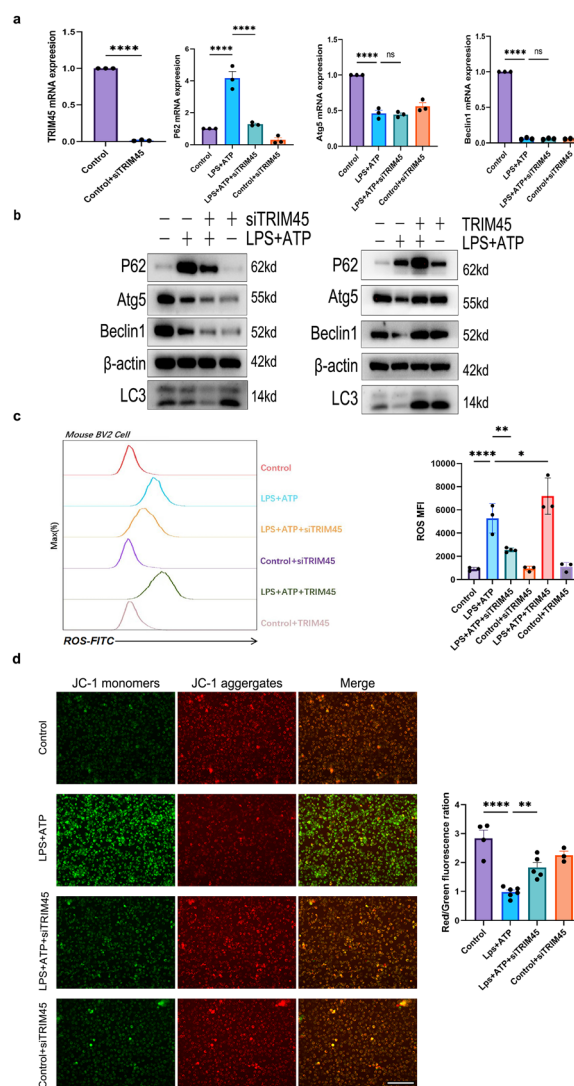 a
TRIM45 mRNA expreesion
1.5
1.0
0.5
0.0
****
Control
Control+siTRIM45
P62 mRNA expreesion
6
4
2
0
**** ****
Control
LPS+ATP
LPS+ATP+siTRIM45
Control+siTRIM45
Atg5 mRNA expreesion
1.5
1.0
0.5
0.0
**** ns
Control
LPS+ATP
LPS+ATP+siTRIM45
Control+siTRIM45
Beclin1 mRNA expreesion
1.5
1.0
0.5
0.0
**** ns
Control
LPS+ATP
LPS+ATP+siTRIM45
Control+siTRIM45
b
− − + + siTRIM45
− + + − LPS+ATP
P62 62kd
Atg5 55kd
Beclin1 52kd
β-actin 42kd
LC3 14kd
− − + + TRIM45
− + + − LPS+ATP
P62 62kd
Atg5 55kd
Beclin1 52kd
β-actin 42kd
LC3 14kd
c
Mouse BV2 Cell
Max(%)
Control
LPS+ATP
LPS+ATP+siTRIM45
Control+siTRIM45
LPS+ATP+TRIM45
Control+TRIM45
ROS-FITC
ROS MFI
10000
8000
6000
4000
2000
0
**
**** *
Control
LPS+ATP
LPS+ATP+siTRIM45
Control+siTRIM45
LPS+ATP+TRIM45
Control+TRIM45
d
JC-1 monomers JC-1 aggergates Merge
Control
LPS+ATP
LPS+ATP+siTRIM45
Control+siTRIM45
Red/Green fluorescence ration
4
3
2
1
0
**** **
Control
Lps+ATP
Lps+ATP+siTRIM45
Control+siTRIM45